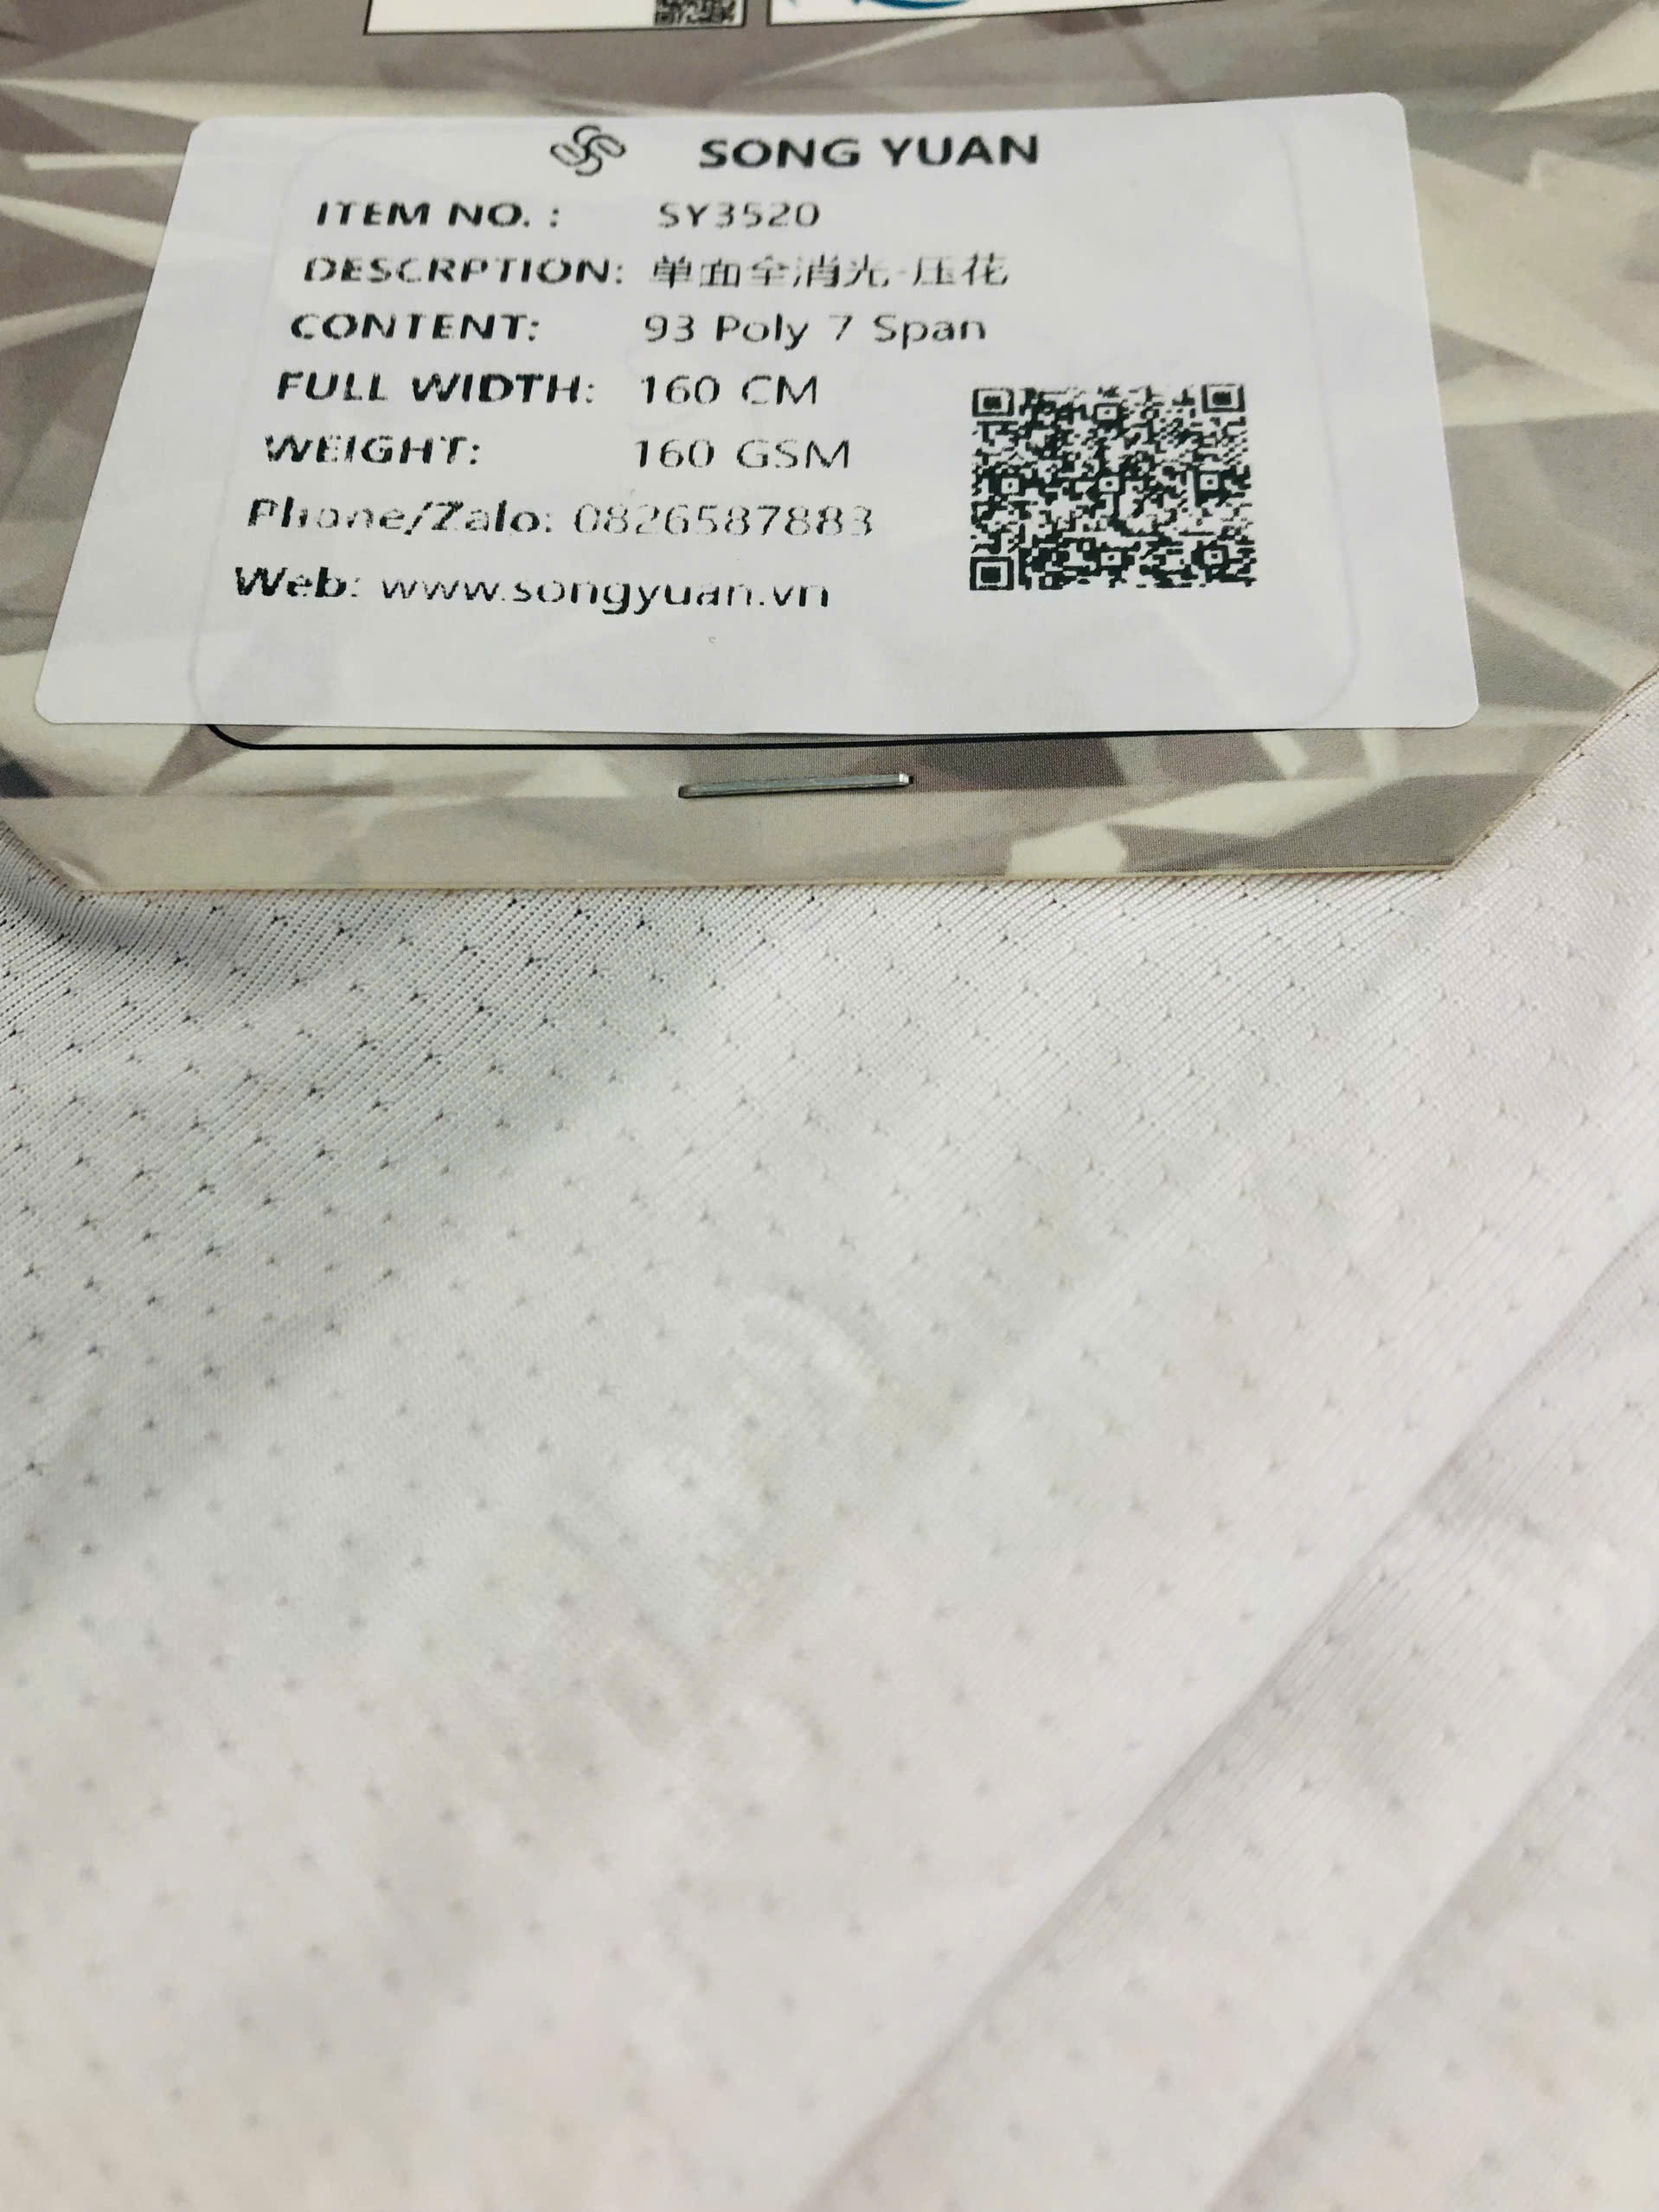 SONG YUAN
ITEM NO. : SY3520
DESCRPTION: 单面全消光-压花
CONTENT: 93 Poly 7 Span
FULL WIDTH: 160 CM
WEIGHT: 160 GSM
Phone/Zalo: 0826587883
Web: www.songyuan.vn